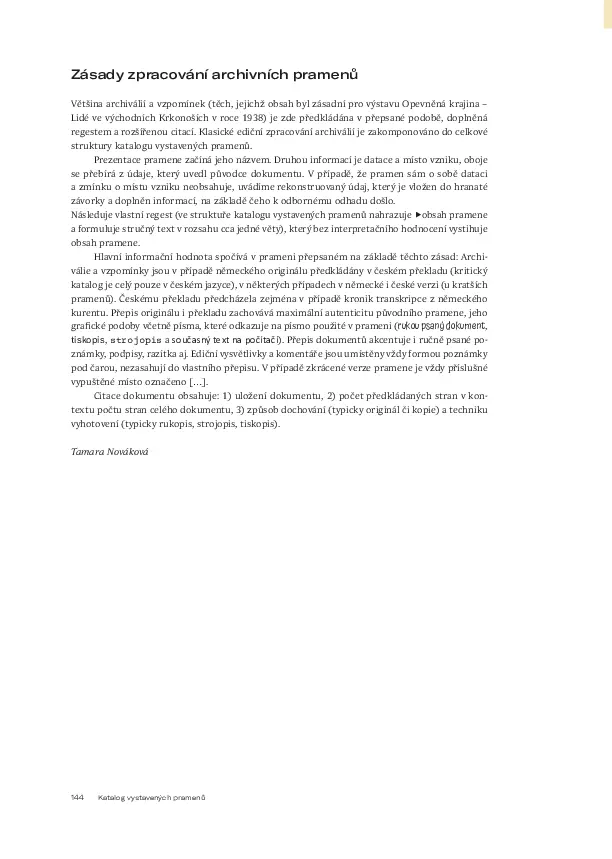 Zásady zpracování archivních pramenů
Většina archiválií a vzpomínek (těch, jejichž obsah byl zásadní pro výstavu Opevněná krajina –
Lidé ve východních Krkonoších v roce 1938) je zde předkládána v přepsané podobě, doplněná
regestem a rozšířenou citací. Klasické ediční zpracování archiválií je zakomponováno do celkové
struktury katalogu vystavených pramenů.
Prezentace pramene začíná jeho názvem. Druhou informací je datace a místo vzniku, oboje
se přebírá z údaje, který uvedl původce dokumentu. V případě, že pramen sám o sobě dataci
a zmínku o místu vzniku neobsahuje, uvádíme rekonstruovaný údaj, který je vložen do hranaté
závorky a doplněn informací, na základě čeho k odbornému odhadu došlo.
Následuje vlastní regest (ve struktuře katalogu vystavených pramenů nahrazuje ▶obsah pramene
a formuluje stručný text v rozsahu cca jedné věty), který bez interpretačního hodnocení vystihuje
obsah pramene.
Hlavní informační hodnota spočívá v prameni přepsaném na základě těchto zásad: Archi-
válie a vzpomínky jsou v případě německého originálu předkládány v českém překladu (kritický
katalog je celý pouze v českém jazyce), v některých případech v německé i české verzi (u kratších
pramenů). Českému překladu předcházela zejména v případě kronik transkripce z německého
kurentu. Přepis originálu i překladu zachovává maximální autenticitu původního pramene, jeho
grafické podoby včetně písma, které odkazuje na písmo použité v prameni (rukou psaný dokument,
tiskopis, strojopis a současný text na počítači). Přepis dokumentů akcentuje i ručně psané po-
známky, podpisy, razítka aj. Ediční vysvětlivky a komentáře jsou umístěny vždy formou poznámky
pod čarou, nezasahují do vlastního přepisu. V případě zkrácené verze pramene je vždy příslušné
vypuštěné místo označeno [...].
Citace dokumentu obsahuje: 1) uložení dokumentu, 2) počet předkládaných stran v kon-
textu počtu stran celého dokumentu, 3) způsob dochování (typicky originál či kopie) a techniku
vyhotovení (typicky rukopis, strojopis, tiskopis).
Tamara Nováková
144 Katalog vystavených pramenů